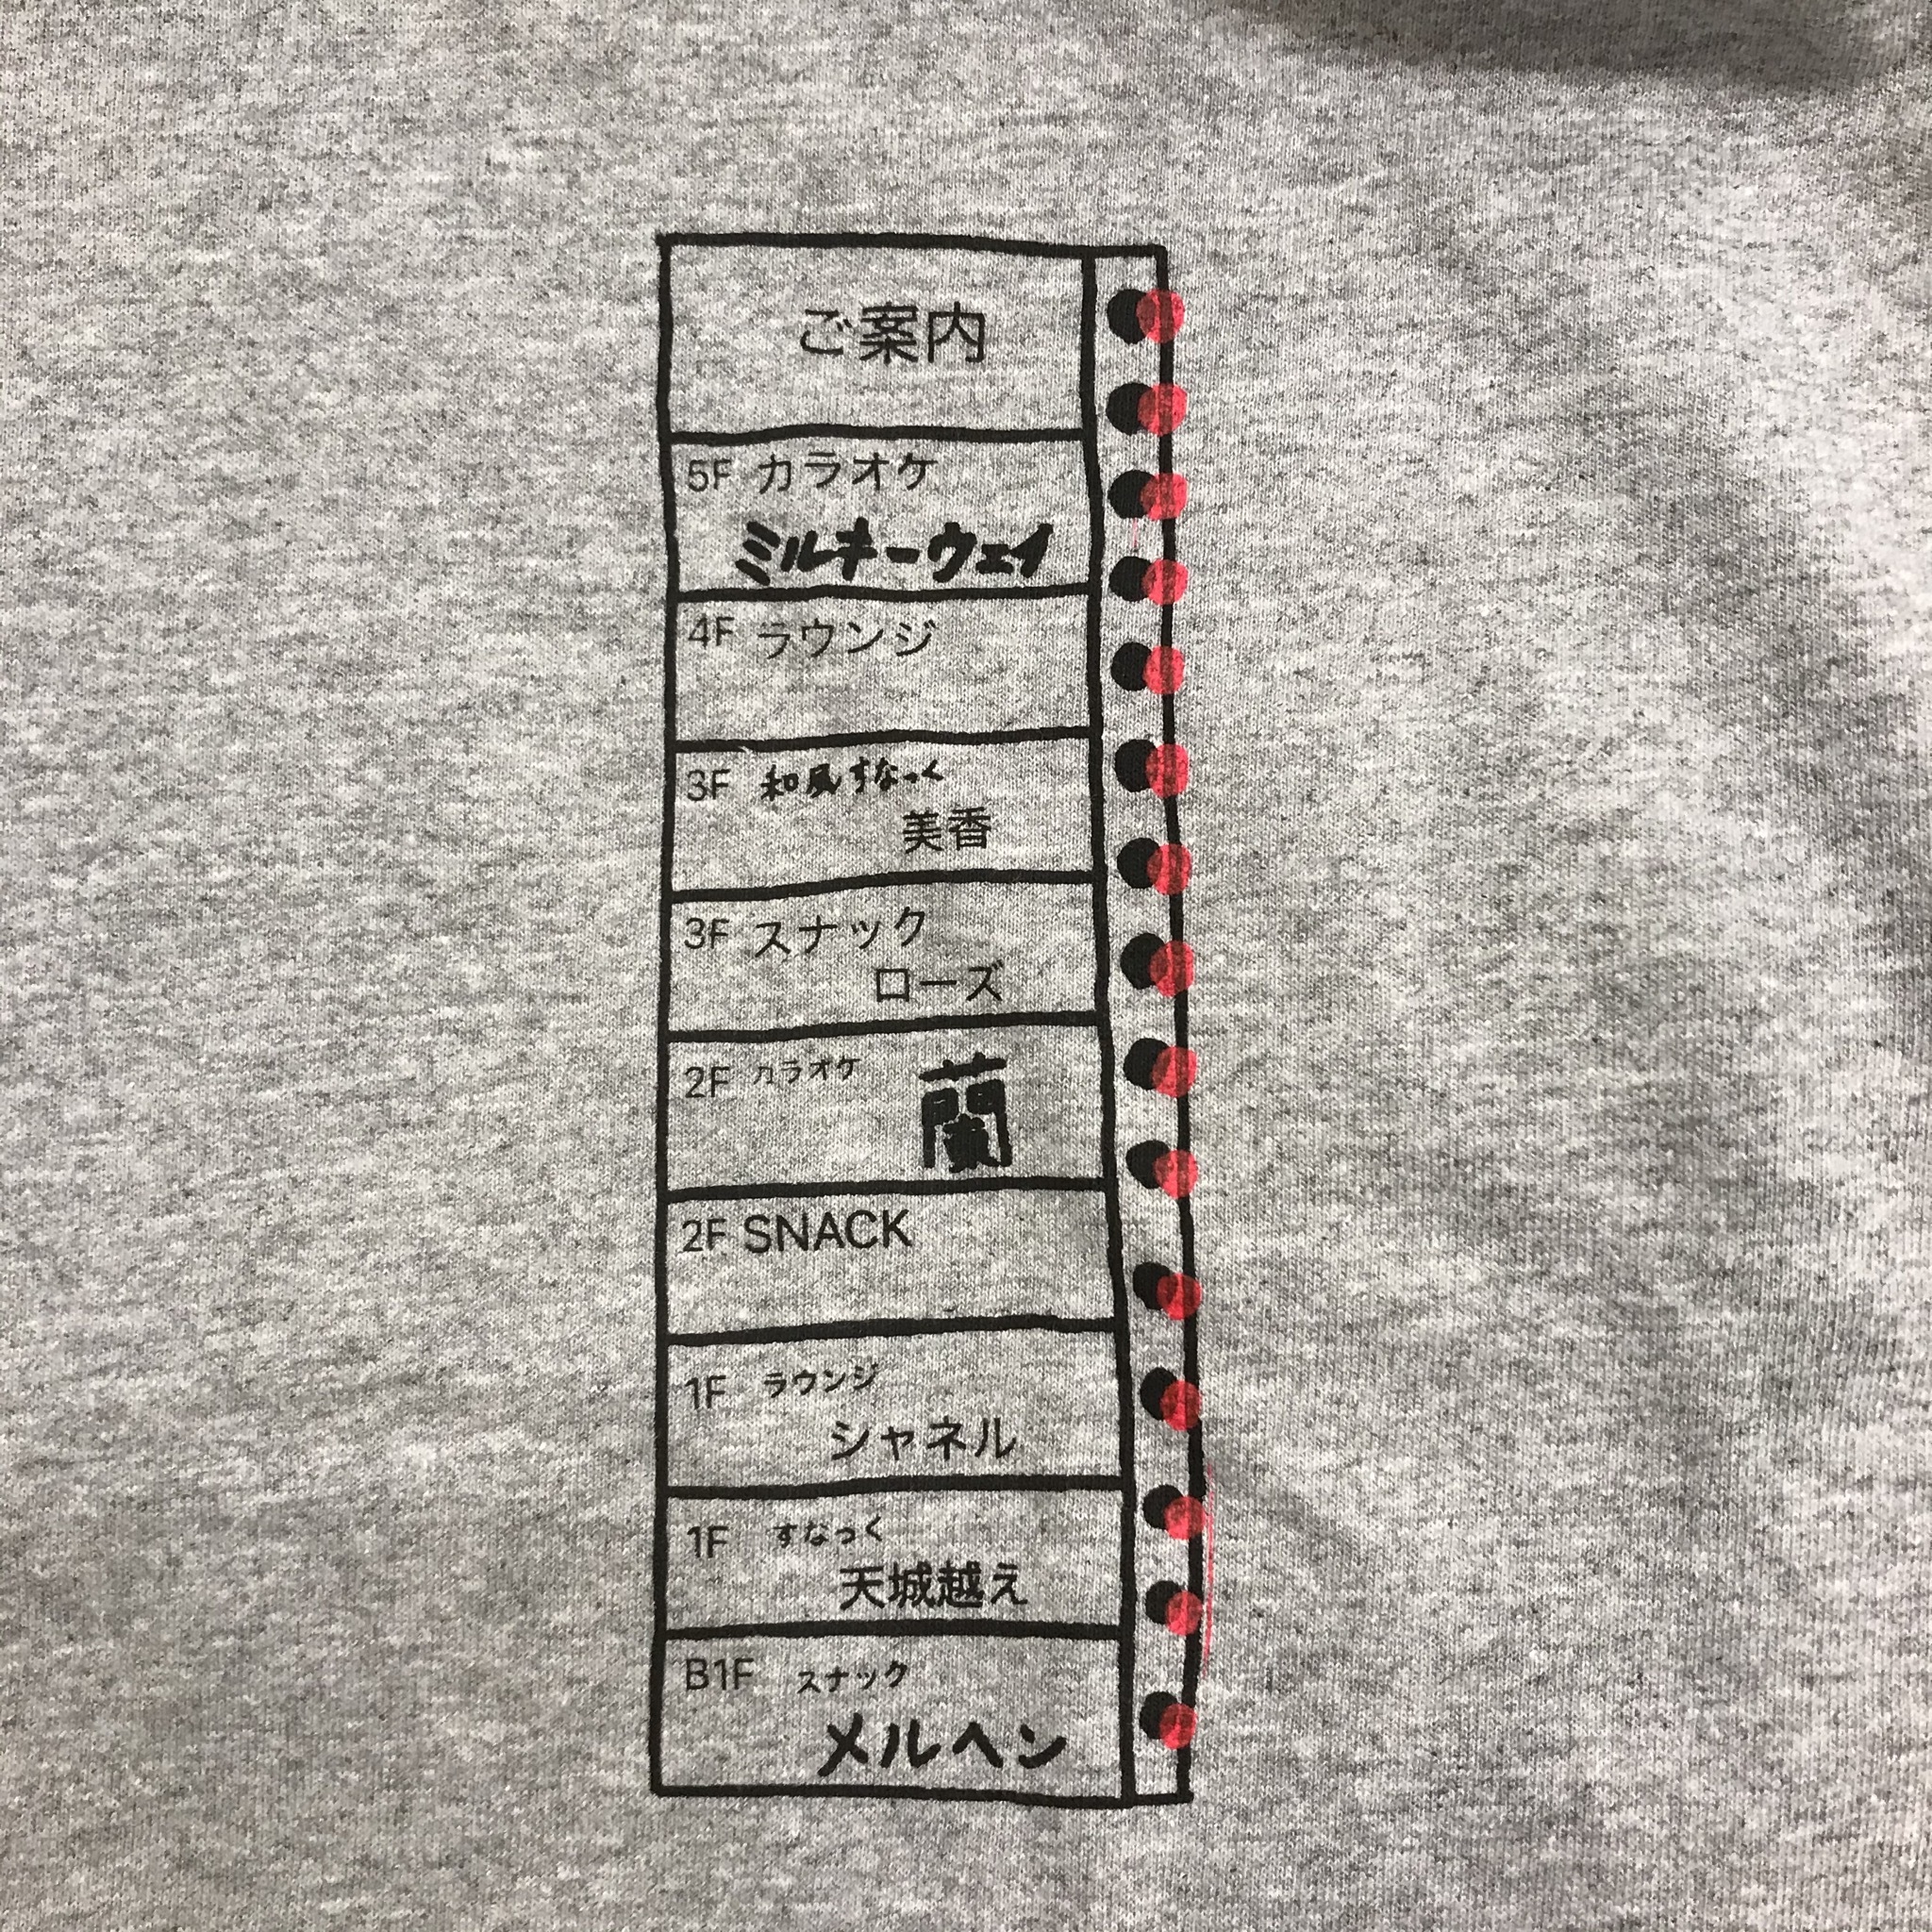 ご案内
5F カラオケ
ミルキーウェイ
4F ラウンジ
3F 和風すなっく
美香
3F スナック
ローズ
2F カラオケ 蘭
2F SNACK
1F ラウンジ
シャネル
1F すなっく
天城越え
B1F スナック
メルヘン